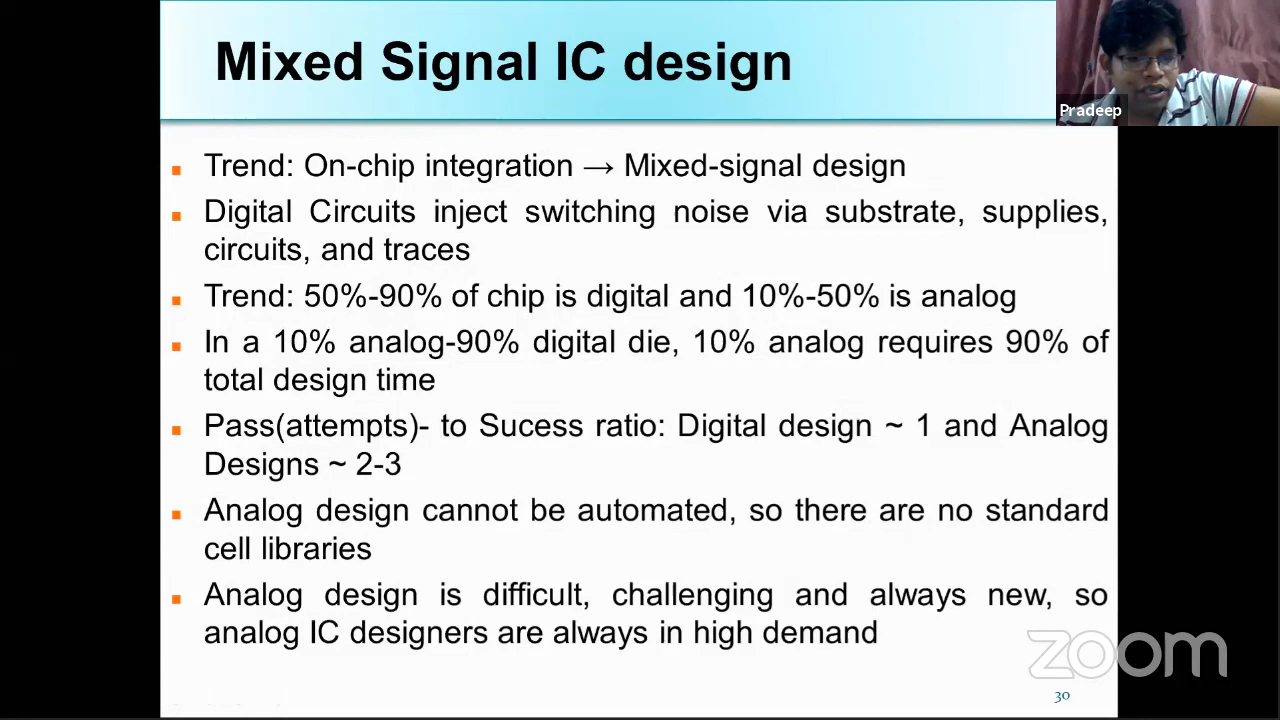 Mixed Signal IC design
Pradeep
Trend: On-chip integration → Mixed-signal design
Digital Circuits inject switching noise via substrate, supplies,
circuits, and traces
Trend: 50%-90% of chip is digital and 10%-50% is analog
In a 10% analog-90% digital die, 10% analog requires 90% of
total design time
Pass(attempts)- to Sucess ratio: Digital design ~ 1 and Analog
Designs ~ 2-3
Analog design cannot be automated, so there are no standard
cell libraries
Analog design is difficult, challenging and always new, so
analog IC designers are always in high demand
zoom
30